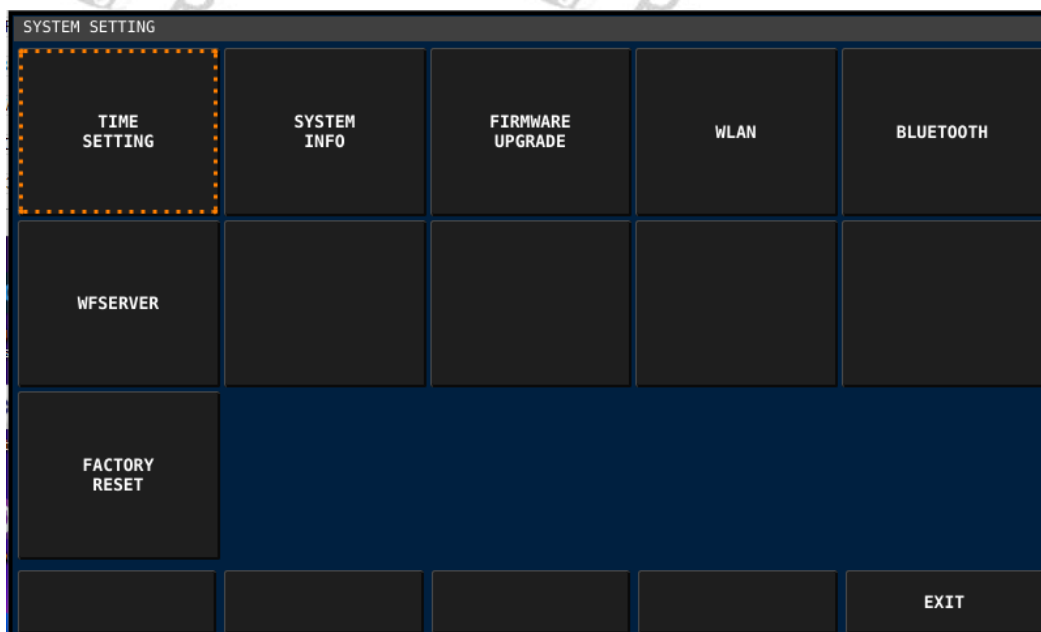 SYSTEM SETTING
TIME
SETTING
SYSTEM
INFO
FIRMWARE
UPGRADE
WLAN
BLUETOOTH
WFSERVER
FACTORY
RESET
EXIT